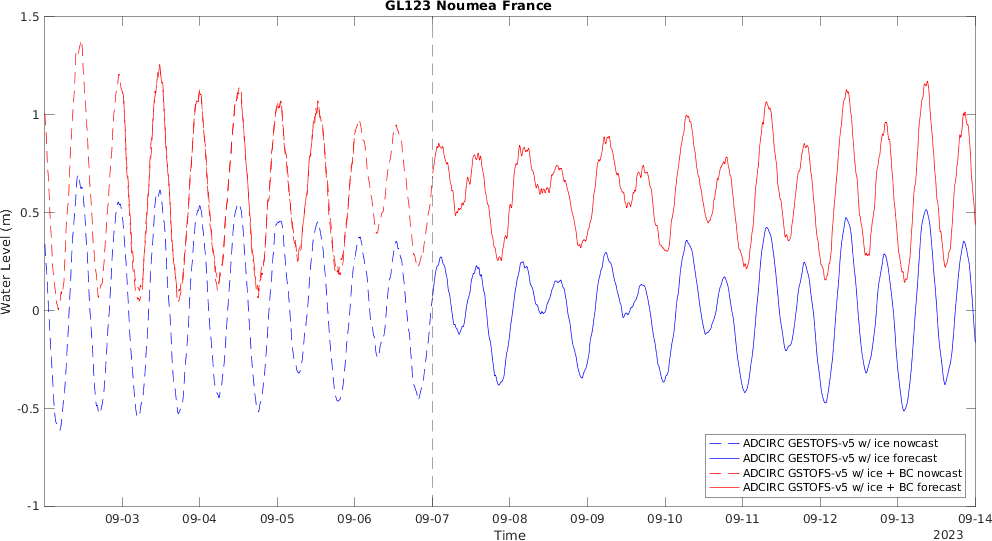 GL123 Noumea France
1.5
1
0.5
0
-0.5
-1
Water Level (m)
ADCIRC GESTOFS-v5 w/ ice nowcast
ADCIRC GESTOFS-v5 w/ ice forecast
ADCIRC GSTOFS-v5 w/ ice + BC nowcast
ADCIRC GSTOFS-v5 w/ ice + BC forecast
09-03 09-04 09-05 09-06 09-07 09-08 09-09 09-10 09-11 09-12 09-13 09-14
Time
2023